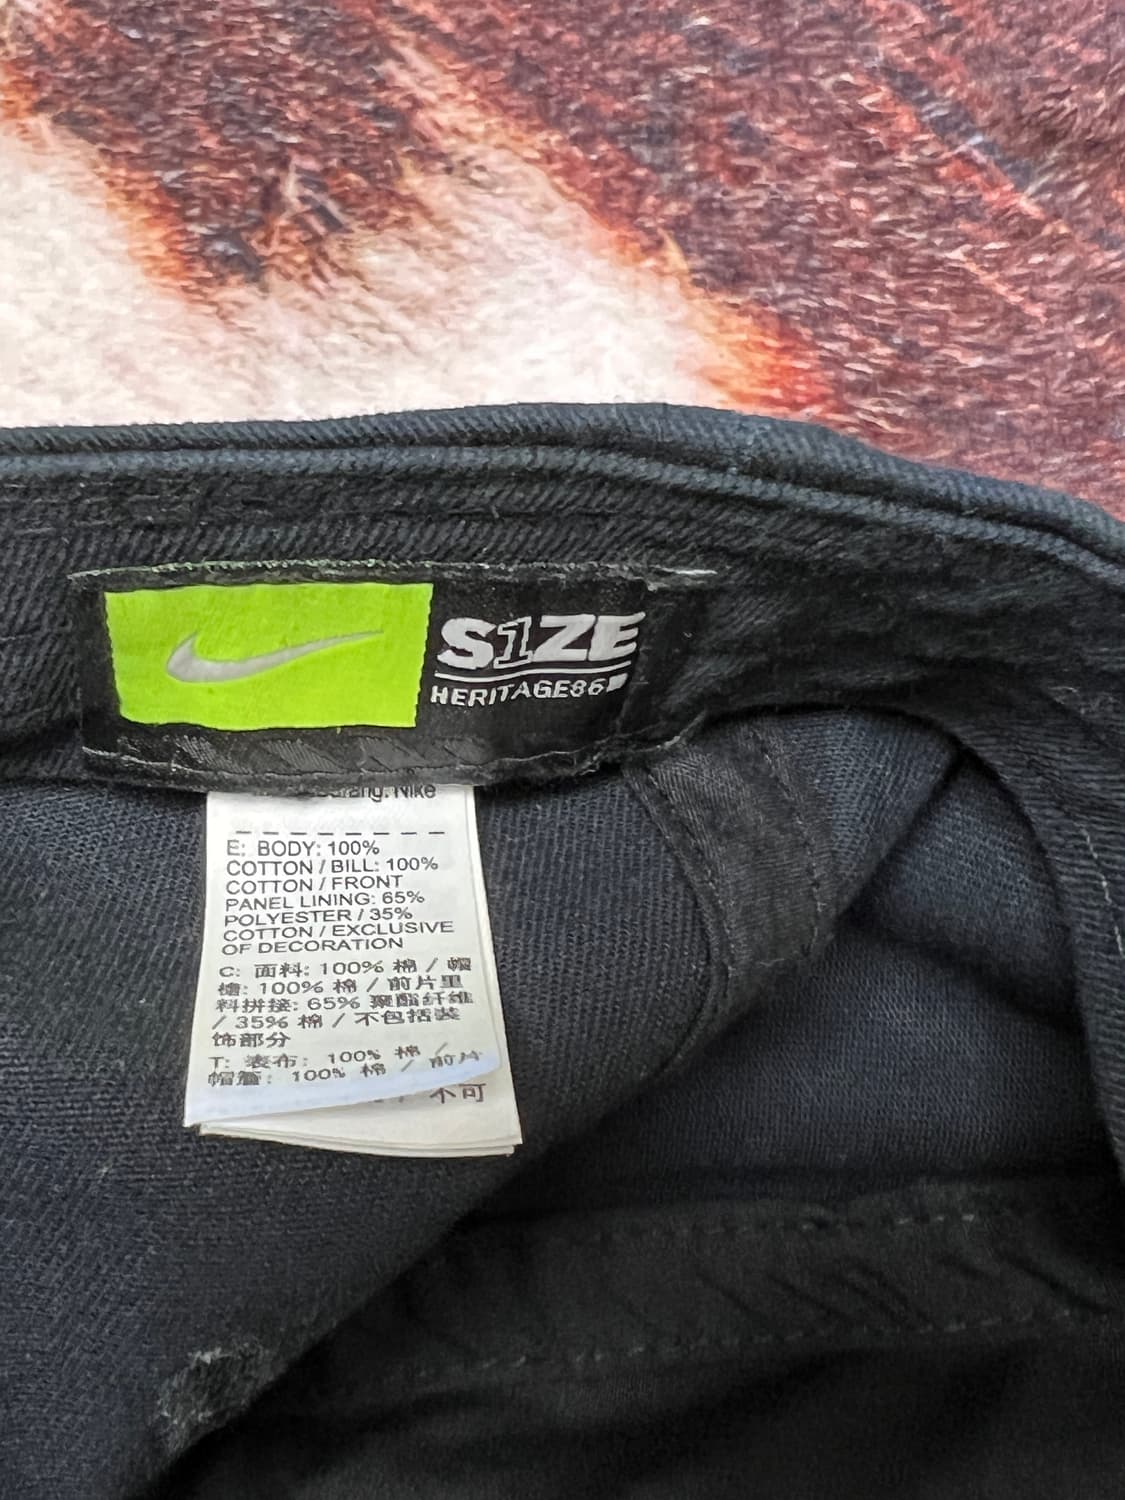 S1ZE
HERITAGE86
Nike
E: BODY: 100%
COTTON / BILL: 100%
COTTON / FRONT
PANEL LINING: 65%
POLYESTER / 35%
COTTON / EXCLUSIVE
OF DECORATION
C: 面料: 100% 棉 / 帽
檐: 100% 棉 / 前片里
料拼接: 65% 聚酯纤维
/ 35% 棉 / 不包括装
饰部分
T: 表布: 100% 棉 / 前片
帽簷: 100% 棉 /
不可